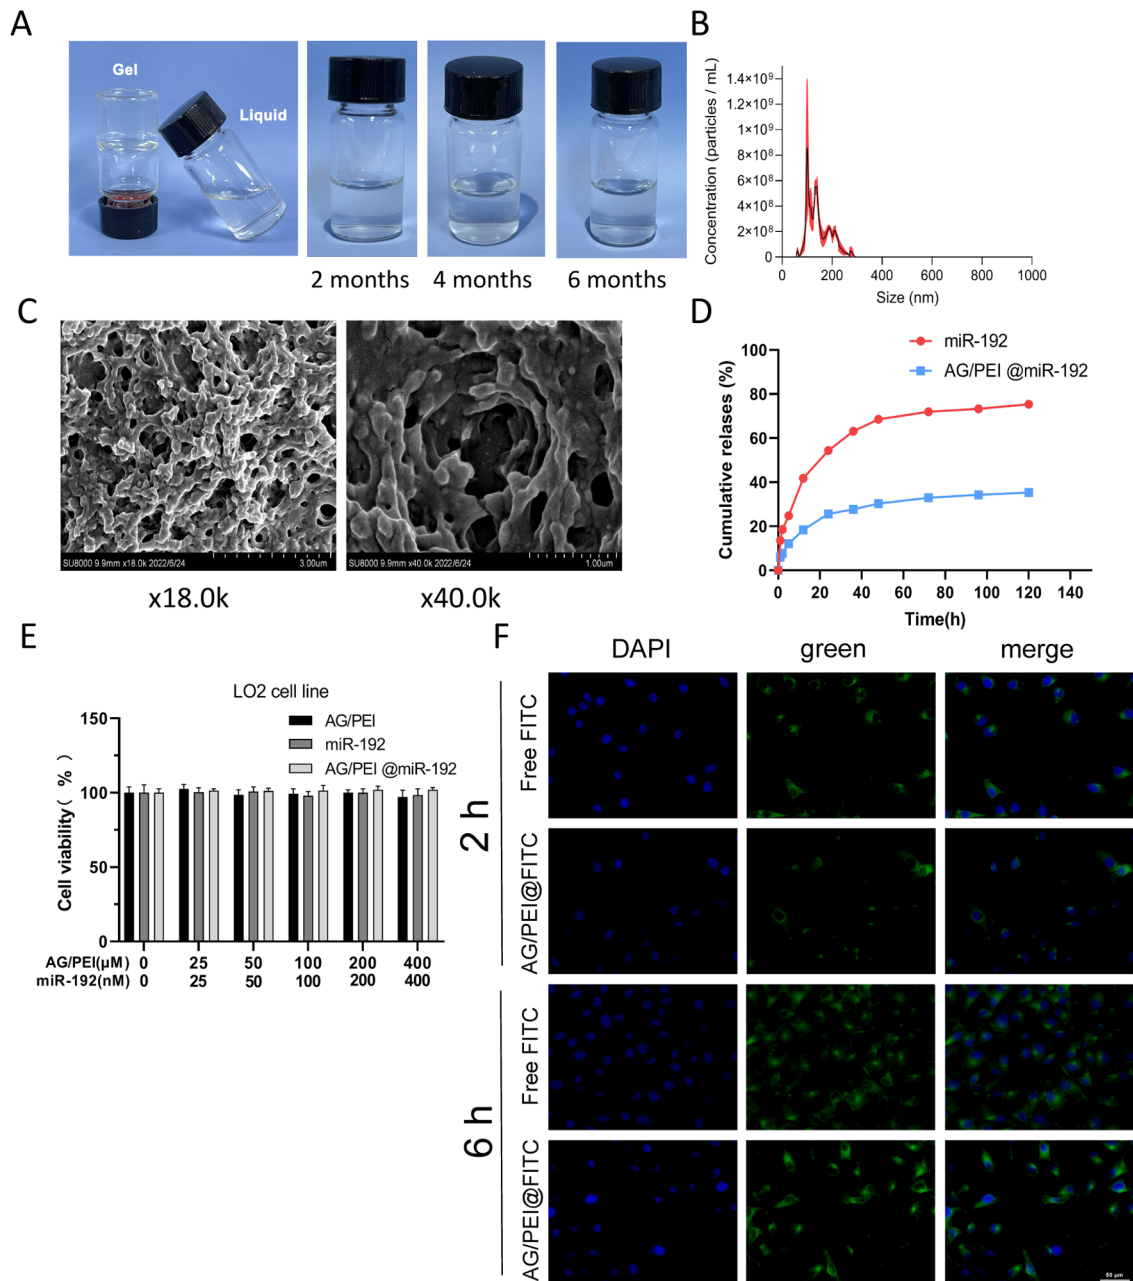 A
Gel
Liquid
2 months
4 months
6 months
B
Concentration (particles / mL)
1.4×10⁹
1.2×10⁹
1×10⁹
8×10⁸
6×10⁸
4×10⁸
2×10⁸
0
0 200 400 600 800 1000
Size (nm)
C
SU8000 9.9mm x18.0k 2022/6/24 3.00um
SU8000 9.9mm x40.0k 2022/6/24 1.00um
x18.0k
x40.0k
D
miR-192
AG/PEI @miR-192
Cumulative relases (%)
100
80
60
40
20
0
0 20 40 60 80 100 120 140
Time(h)
E
LO2 cell line
AG/PEI
miR-192
AG/PEI @miR-192
Cell viability( % )
150
100
50
0
AG/PEI(μM) 0 25 50 100 200 400
miR-192(nM) 0 25 50 100 200 400
F
DAPI green merge
2 h
Free FITC
AG/PEI@FITC
6 h
Free FITC
AG/PEI@FITC
50 μm